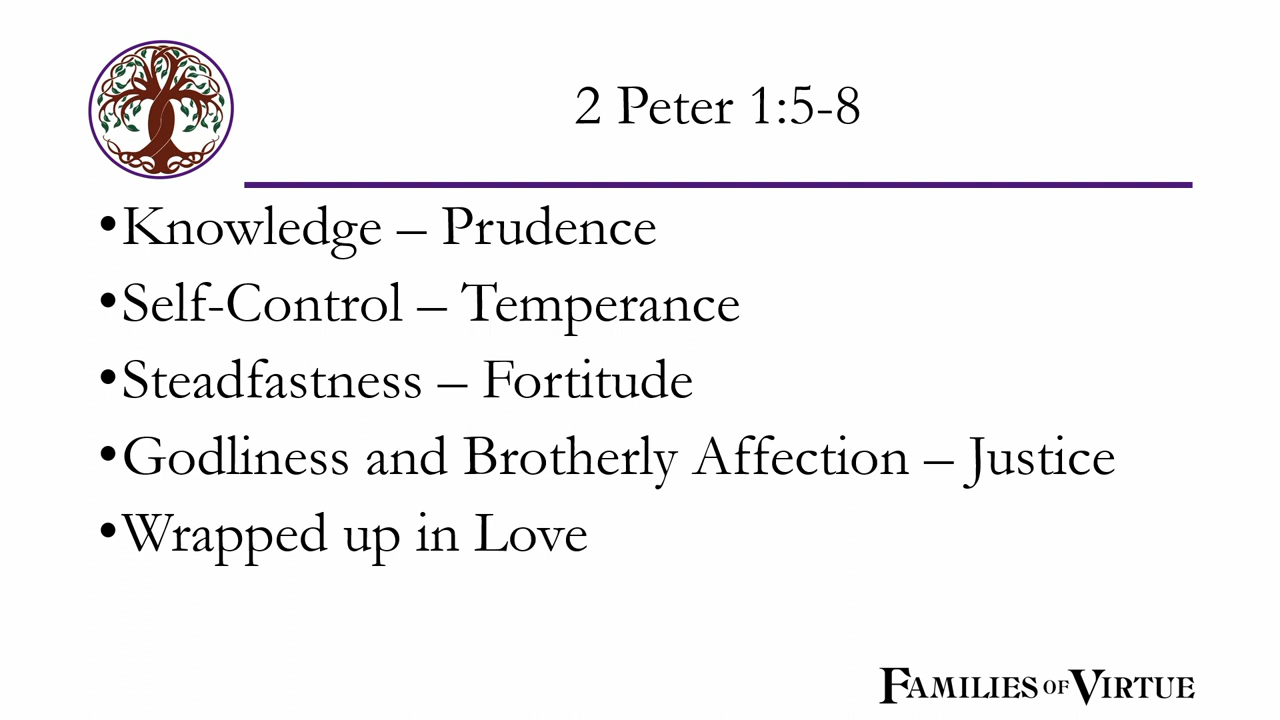 2 Peter 1:5-8
•Knowledge – Prudence
•Self-Control – Temperance
•Steadfastness – Fortitude
•Godliness and Brotherly Affection – Justice
•Wrapped up in Love
FAMILIES OF VIRTUE